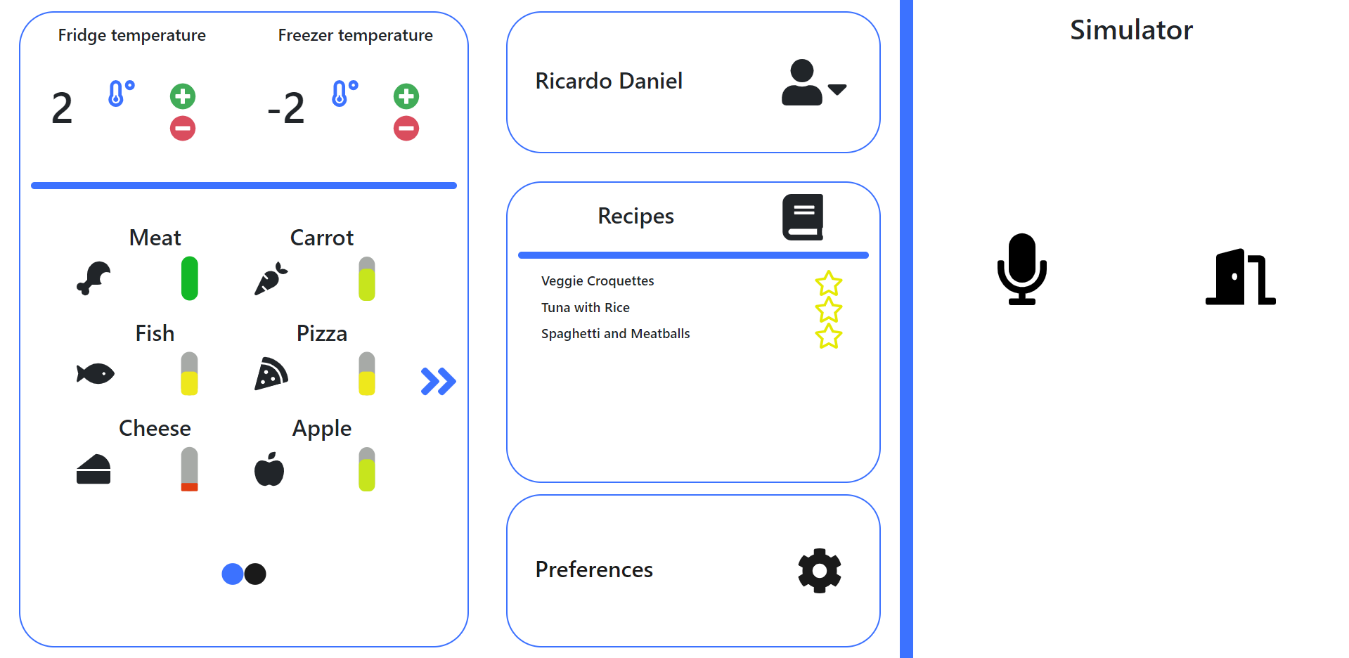 Fridge temperature
Freezer temperature
2
-2
Meat
Carrot
Fish
Pizza
Cheese
Apple
Ricardo Daniel
Recipes
Veggie Croquettes
Tuna with Rice
Spaghetti and Meatballs
Preferences
Simulator